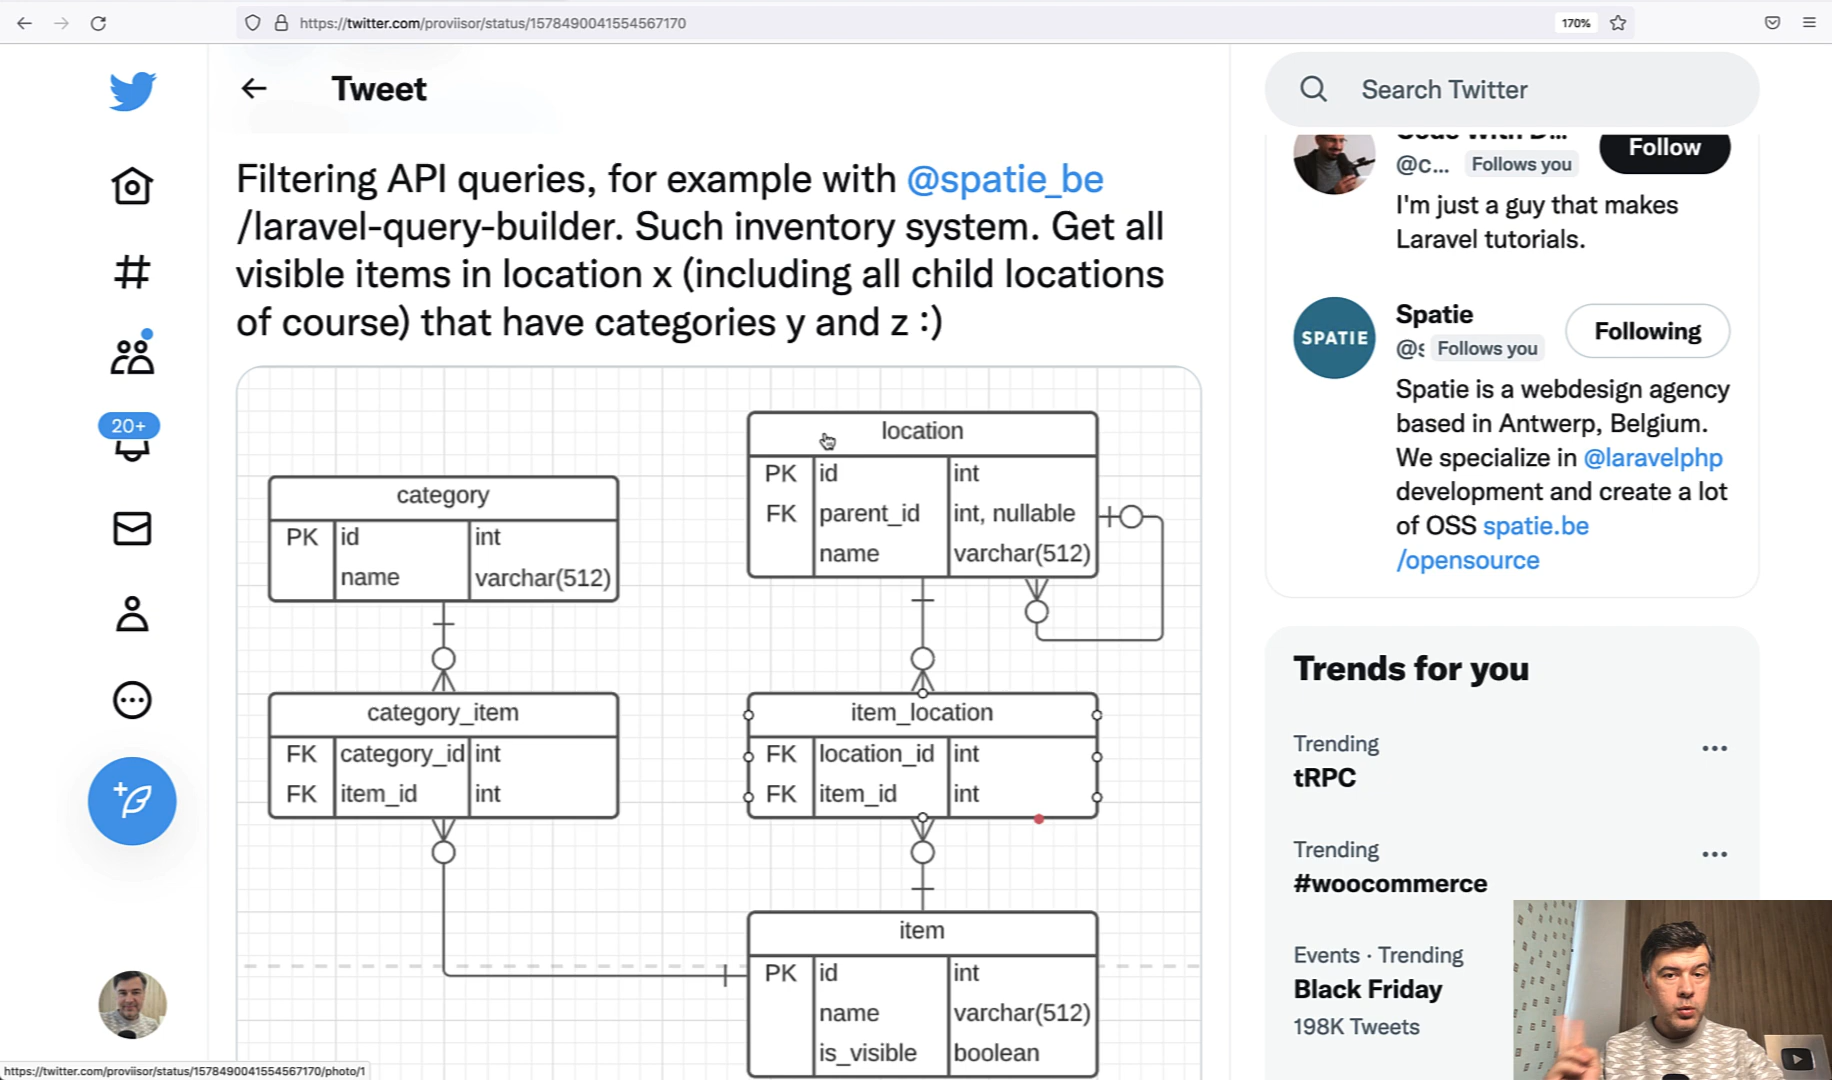 https://twitter.com/proviisor/status/1578490041554567170
170%
Tweet
Search Twitter
Filtering API queries, for example with @spatie_be
/laravel-query-builder. Such inventory system. Get all
visible items in location x (including all child locations
of course) that have categories y and z :)
20+
category
PK id int
name varchar(512)
location
PK id int
FK parent_id int, nullable
name varchar(512)
category_item
FK category_id int
FK item_id int
item_location
FK location_id int
FK item_id int
item
PK id int
name varchar(512)
is_visible boolean
Code With D...
@c... Follows you
Follow
I'm just a guy that makes
Laravel tutorials.
SPATIE
Spatie
@s Follows you
Following
Spatie is a webdesign agency
based in Antwerp, Belgium.
We specialize in @laravelphp
development and create a lot
of OSS spatie.be
/opensource
Trends for you
Trending
tRPC
Trending
#woocommerce
Events · Trending
Black Friday
198K Tweets
https://twitter.com/proviisor/status/1578490041554567170/photo/1